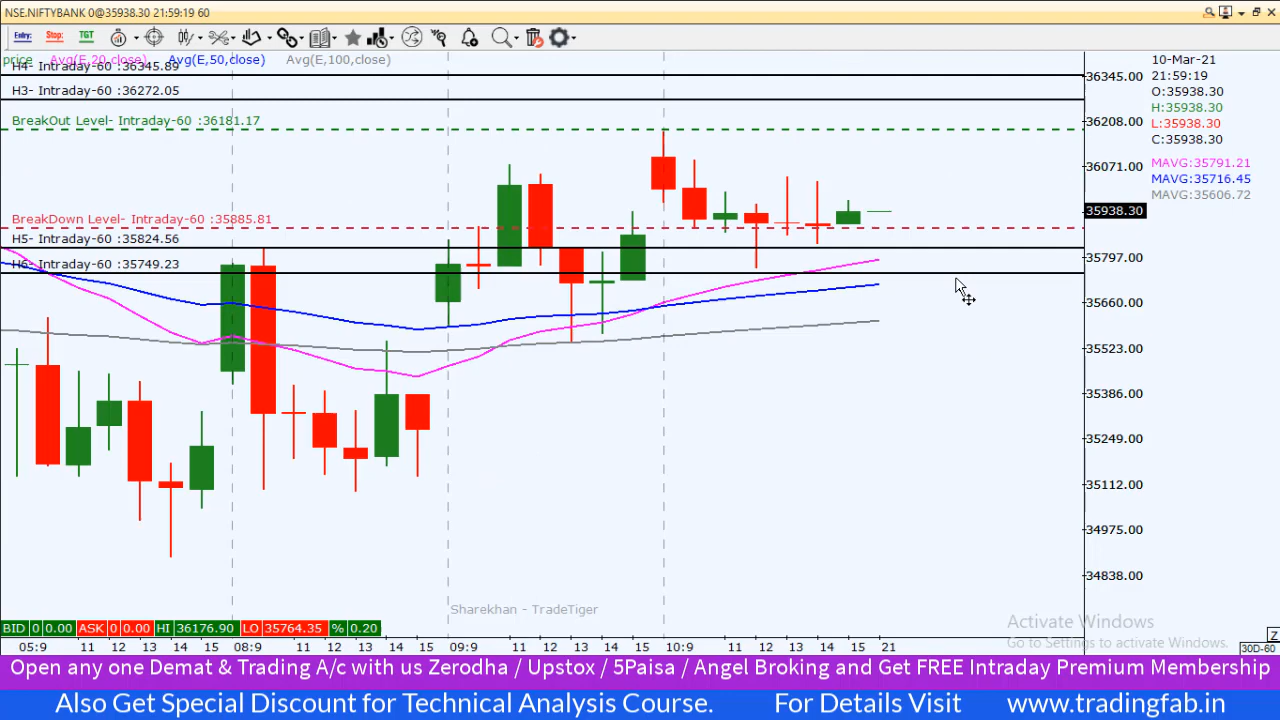 NSE.NIFTYBANK 0@35938.30 21:59:19 60
Entry: Stop: TGT
price Avg(E,20,close) Avg(E,50,close) Avg(E,100,close)
H4- Intraday-60 :36345.89
H3- Intraday-60 :36272.05
BreakOut Level- Intraday-60 :36181.17
BreakDown Level- Intraday-60 :35885.81
H5- Intraday-60 :35824.56
H6- Intraday-60 :35749.23
36345.00
36208.00
36071.00
35938.30
35797.00
35660.00
35523.00
35386.00
35249.00
35112.00
34975.00
34838.00
10-Mar-21
21:59:19
O:35938.30
H:35938.30
L:35938.30
C:35938.30
MAVG:35791.21
MAVG:35716.45
MAVG:35606.72
Sharekhan - TradeTiger
Activate Windows
Go to Settings to activate Windows.
BID 0 0.00 ASK 0 0.00 HI 36176.90 LO 35764.35 % 0.20
Z
05:9 11 12 13 14 15 08:9 11 12 13 14 15 09:9 11 12 13 14 15 10:9 11 12 13 14 15 21
30D-60
Open any one Demat & Trading A/c with us Zerodha / Upstox / 5Paisa / Angel Broking and Get FREE Intraday Premium Membership
Also Get Special Discount for Technical Analysis Course. For Details Visit www.tradingfab.in